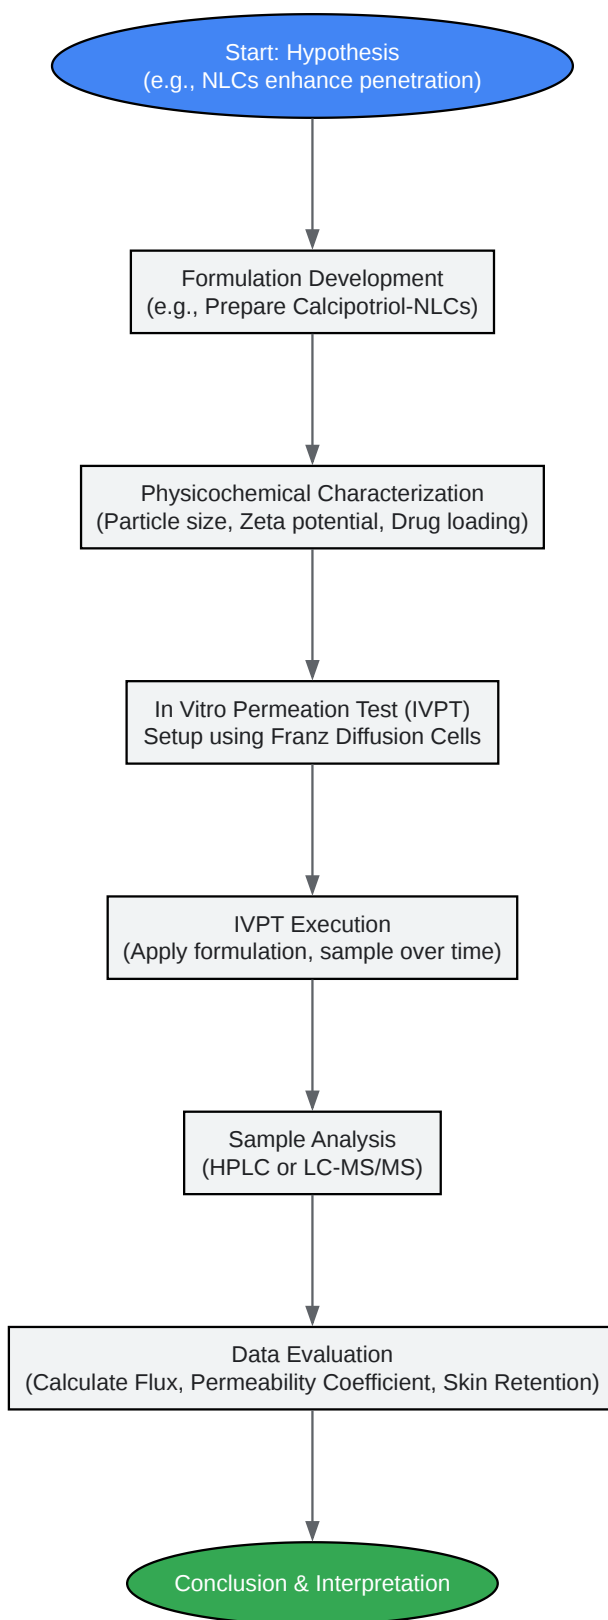 Start: Hypothesis
(e.g., NLCs enhance penetration)
Formulation Development
(e.g., Prepare Calcipotriol-NLCs)
Physicochemical Characterization
(Particle size, Zeta potential, Drug loading)
In Vitro Permeation Test (IVPT)
Setup using Franz Diffusion Cells
IVPT Execution
(Apply formulation, sample over time)
Sample Analysis
(HPLC or LC-MS/MS)
Data Evaluation
(Calculate Flux, Permeability Coefficient, Skin Retention)
Conclusion & Interpretation